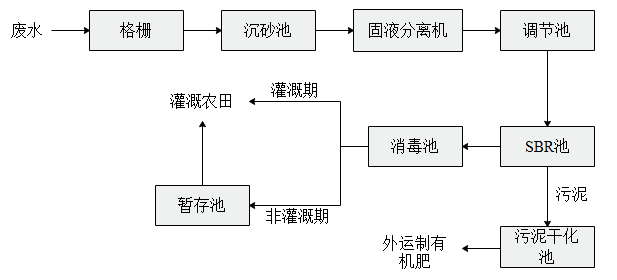 废水
格栅
沉砂池
固液分离机
调节池
灌溉农田
灌溉期
消毒池
SBR池
暂存池
非灌溉期
污泥
外运制有
机肥
污泥干化
池